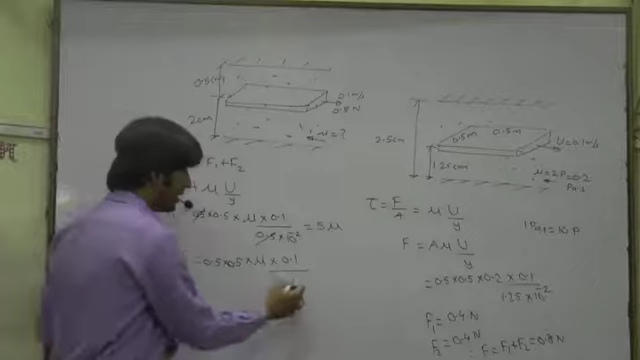 0.5cm
0.1m/s
0.8N
2cm
μ=?
F₁+F₂
μ U/y
0.5×0.5×μ×0.1/0.5×10⁻² = 5μ
=0.5×0.5×μ×0.1
2.5cm
0.5m 0.5m
U=0.1m/s
1.25cm
μ=2P=0.2
Pa.s
τ = F/A = μ U/y
1Pa.s=10P
F = Aμ U/y
=0.5×0.5×0.2×0.1/1.25×10⁻²
F₁=0.4N
F₂=0.4N
∴ F=F₁+F₂=0.8N